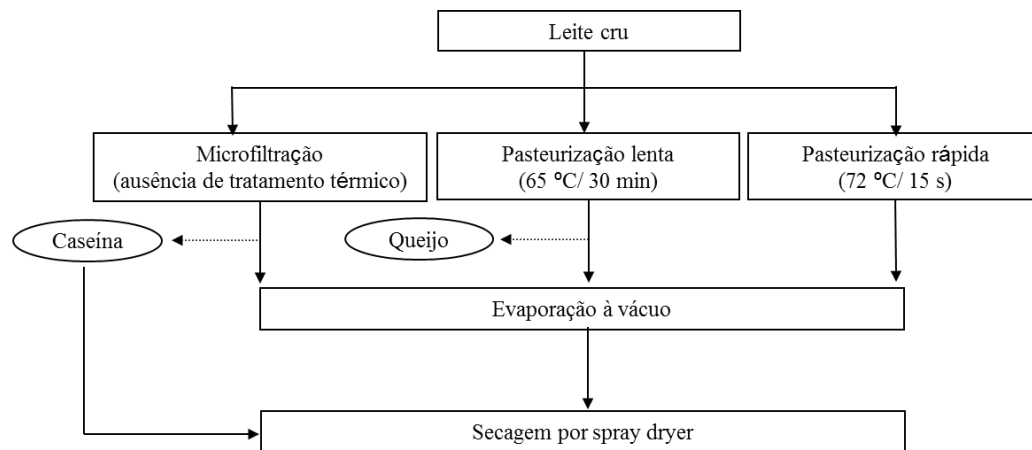 Leite cru
Microfiltração
(ausência de tratamento térmico)
Pasteurização lenta
(65 ºC/ 30 min)
Pasteurização rápida
(72 ºC/ 15 s)
Caseína
Queijo
Evaporação à vácuo
Secagem por spray dryer